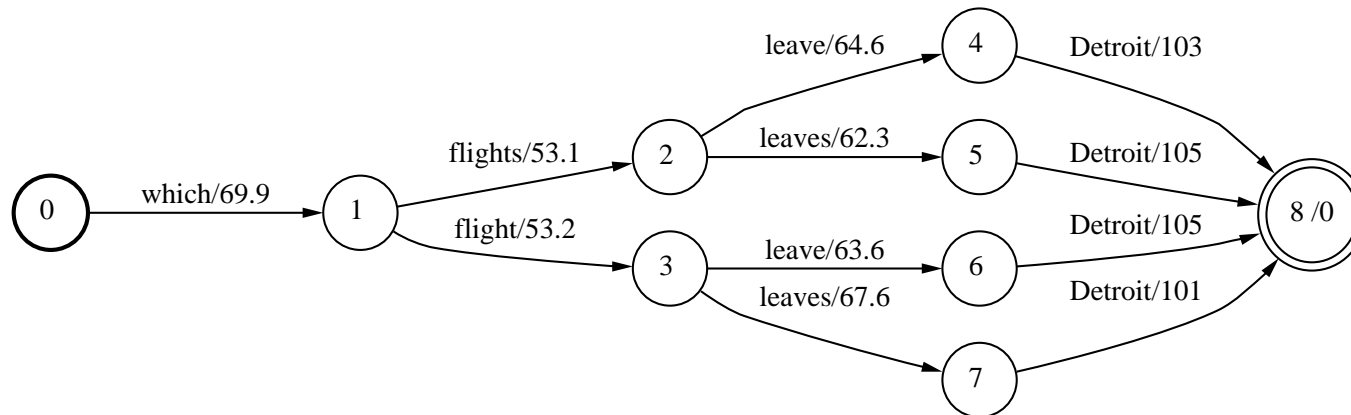 leave/64.6
4
Detroit/103
flights/53.1
2
leaves/62.3
5
Detroit/105
0
which/69.9
1
8 /0
flight/53.2
3
leave/63.6
6
Detroit/105
leaves/67.6
7
Detroit/101